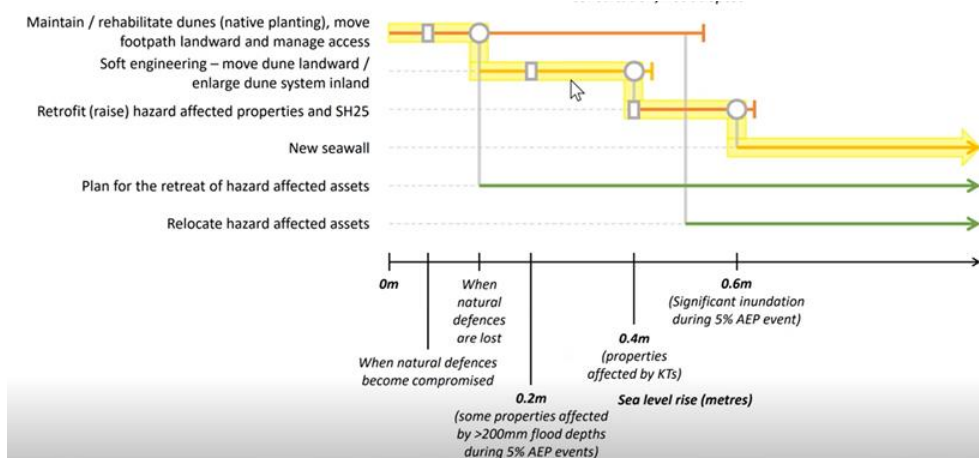 Maintain / rehabilitate dunes (native planting), move
footpath landward and manage access
Soft engineering – move dune landward /
enlarge dune system inland
Retrofit (raise) hazard affected properties and SH25
New seawall
Plan for the retreat of hazard affected assets
Relocate hazard affected assets
0m
When
natural
defences
are lost
0.6m
(Significant inundation
during 5% AEP event)
When natural defences
become compromised
0.4m
(properties
affected by KTs)
0.2m
(some properties affected
by >200mm flood depths
during 5% AEP events)
Sea level rise (metres)